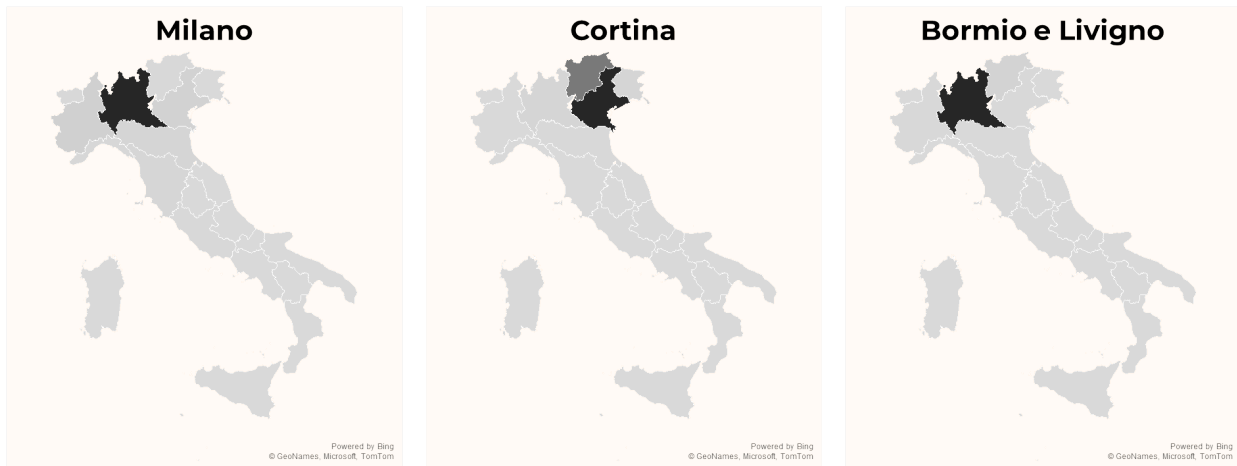 Milano
Powered by Bing
© GeoNames, Microsoft, TomTom
Cortina
Powered by Bing
© GeoNames, Microsoft, TomTom
Bormio e Livigno
Powered by Bing
© GeoNames, Microsoft, TomTom